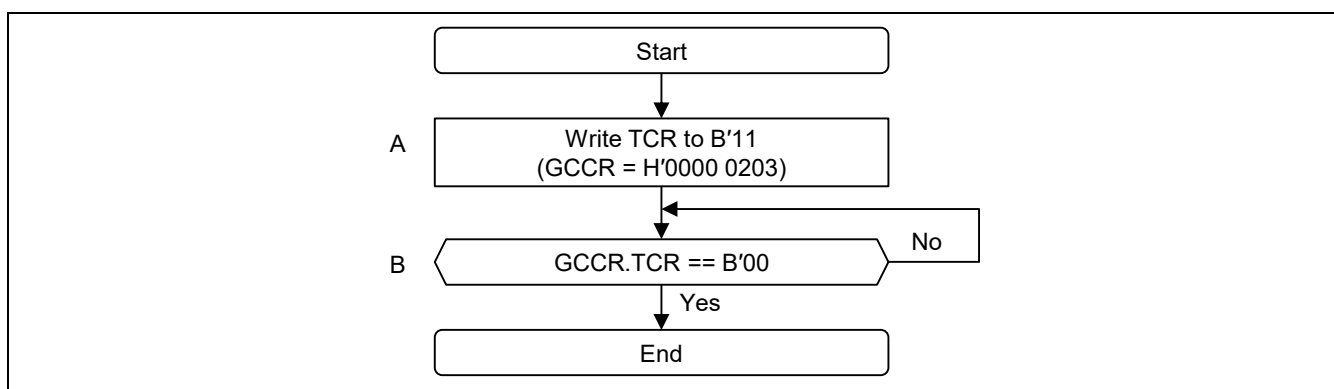 Start
A
Write TCR to B′11
(GCCR = H′0000 0203)
B
GCCR.TCR == B′00
No
Yes
End